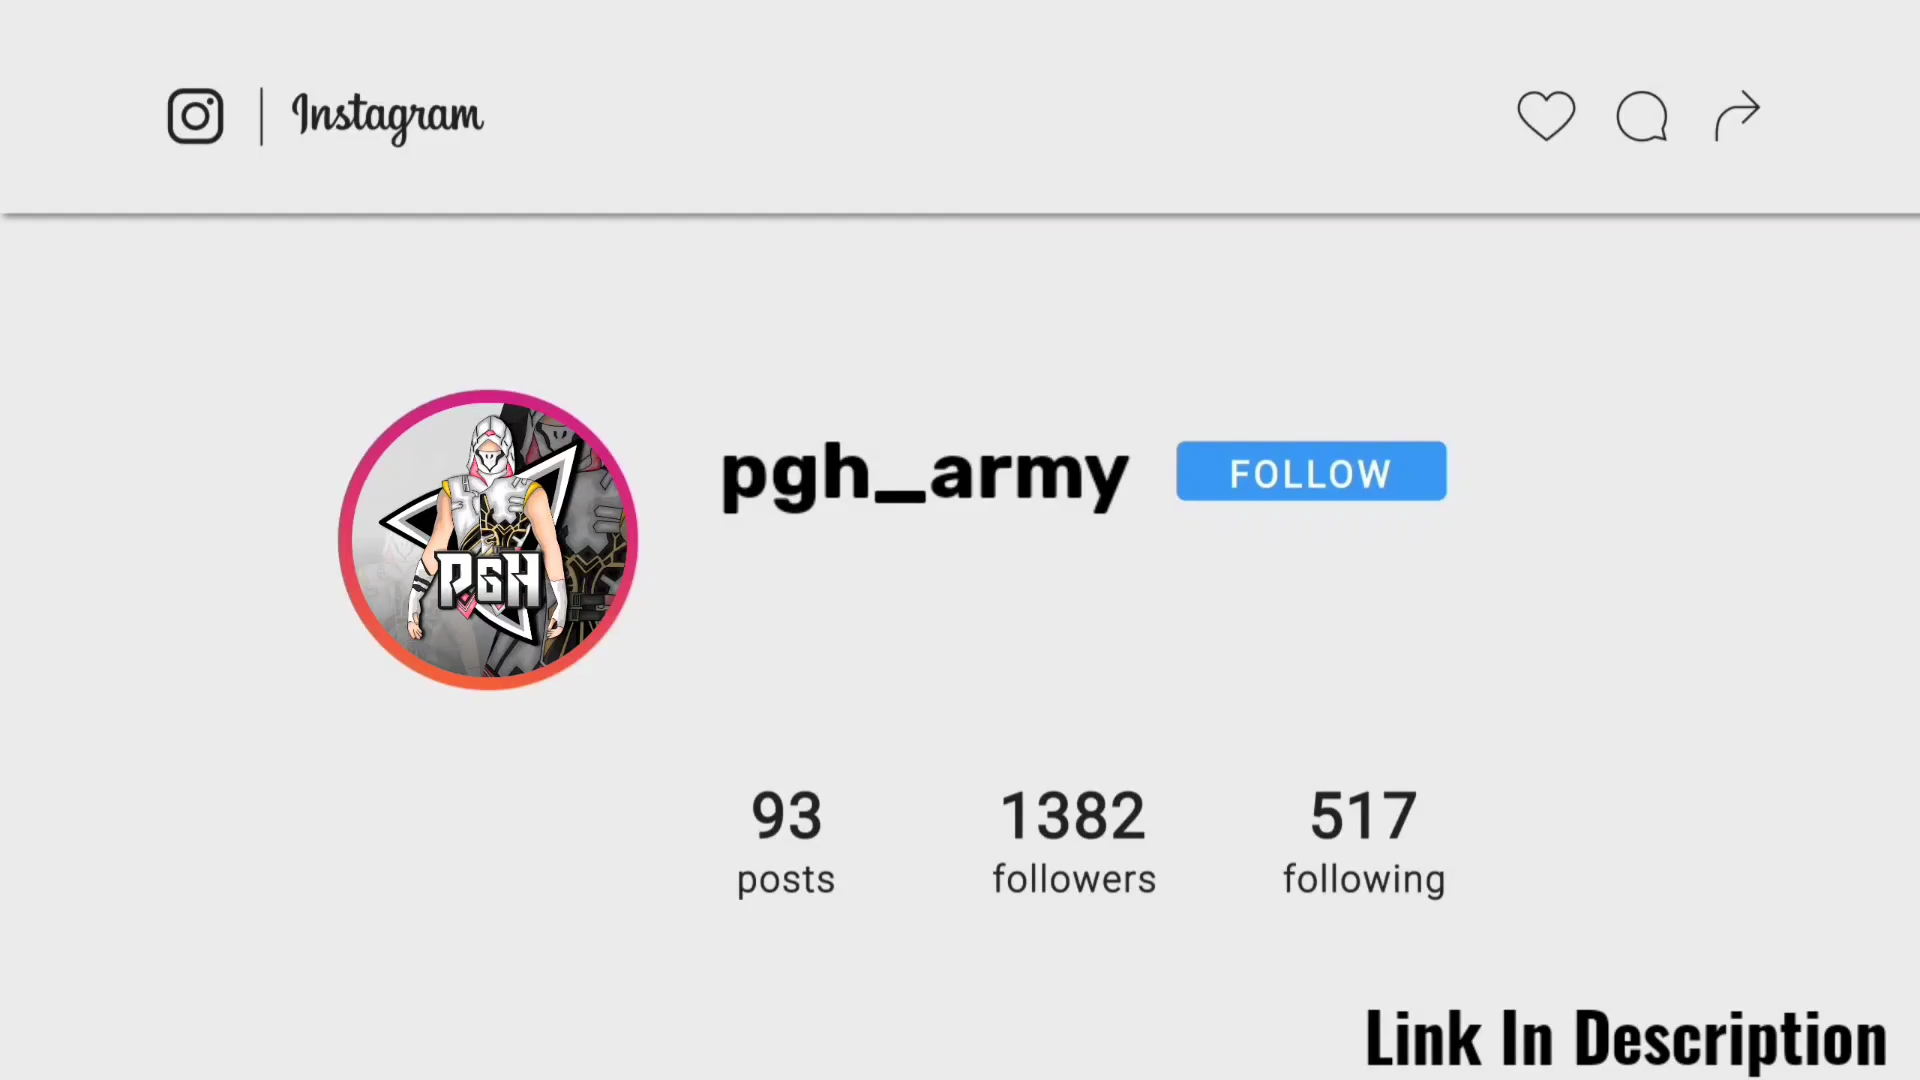 Instagram
pgh_army FOLLOW
PGH
93 1382 517
posts followers following
Link In Description